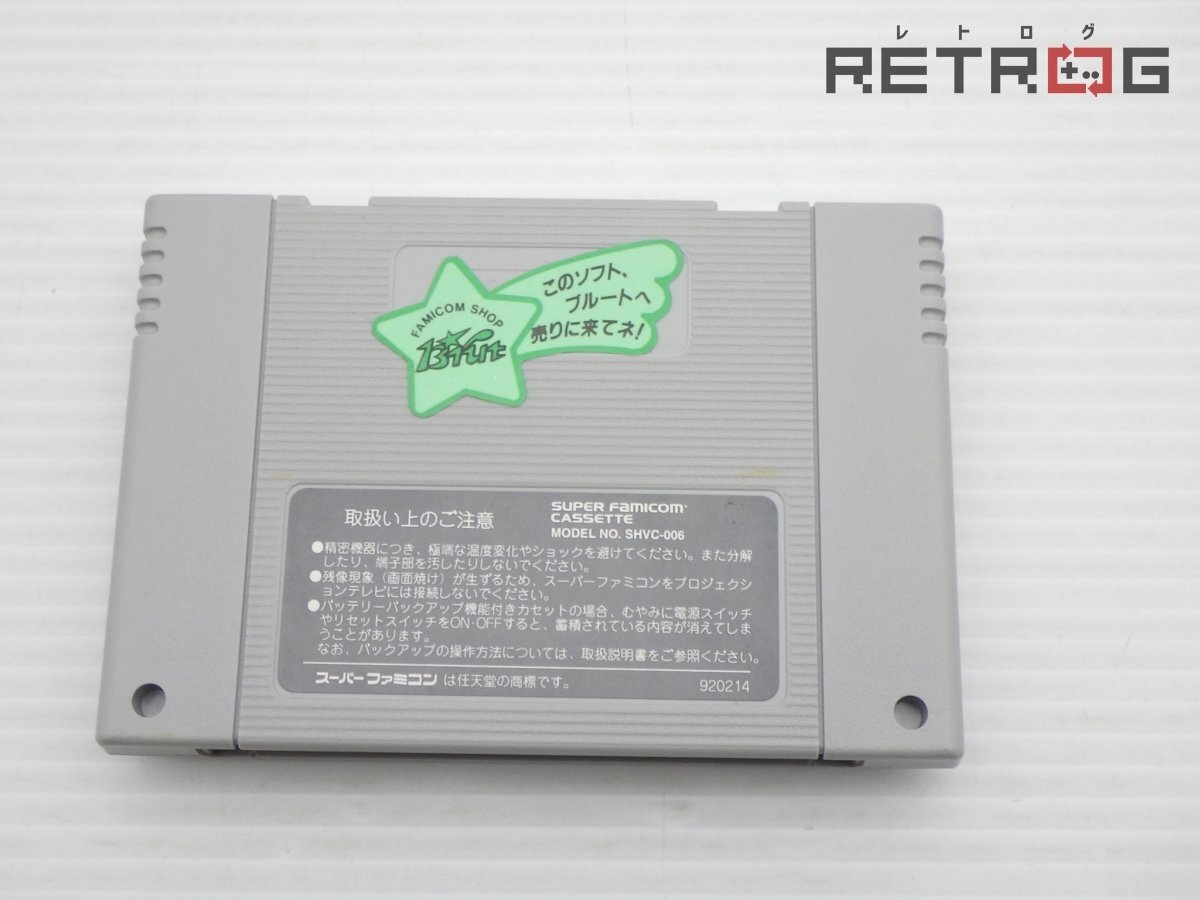 レトログ
RETROG
このソフト、
ブルートへ
売りに来てネ!
FAMICOM SHOP
Brut
取扱い上のご注意
SUPER FAMICOM
CASSETTE
MODEL NO. SHVC-006
●精密機器につき、極端な温度変化やショックを避けてください。また分解
したり、端子部を汚したりしないでください。
●残像現象(画面焼け)が生ずるため、スーパーファミコンをプロジェクシ
ョンテレビには接続しないでください。
●バッテリーバックアップ機能付きカセットの場合、むやみに電源スイッチ
やリセットスイッチをON·OFFすると、蓄積されている内容が消えてしま
うことがあります。
なお、バックアップの操作方法については、取扱説明書をご参照ください。
スーパーファミコン は任天堂の商標です。
920214